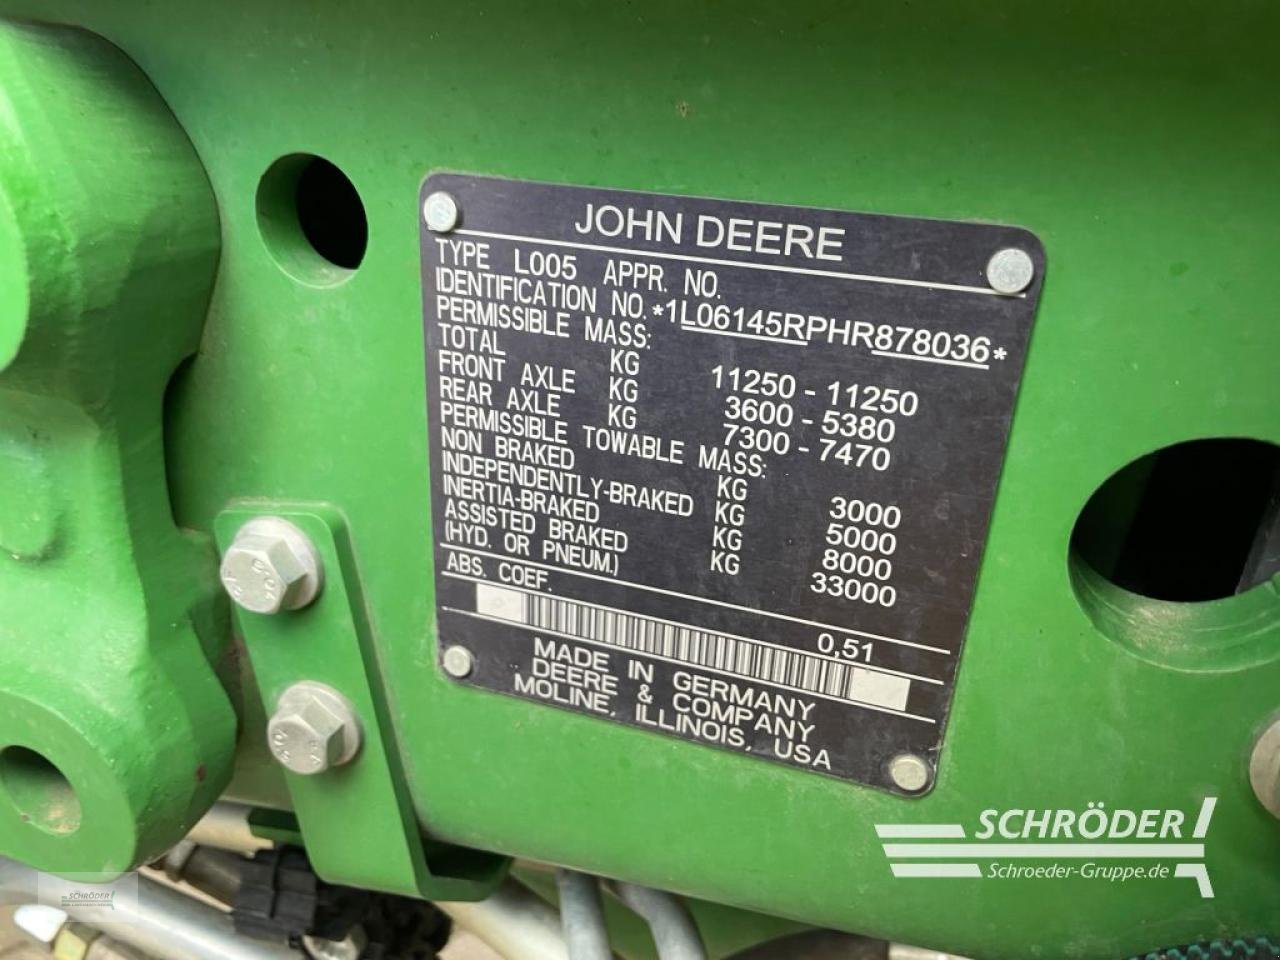 JOHN DEERE
TYPE L005 APPR. NO.
IDENTIFICATION NO. *1L06145RPHR878036*
PERMISSIBLE MASS:
TOTAL KG 11250 - 11250
FRONT AXLE KG 3600 - 5380
REAR AXLE KG 7300 - 7470
PERMISSIBLE TOWABLE MASS:
NON BRAKED KG 3000
INDEPENDENTLY-BRAKED KG 5000
INERTIA-BRAKED KG 8000
ASSISTED BRAKED KG 33000
(HYD. OR PNEUM.)
ABS. COEF. 0,51
MADE IN GERMANY
DEERE & COMPANY
MOLINE, ILLINOIS, USA
SCHRÖDER
Schroeder-Gruppe.de
SCHRÖDER